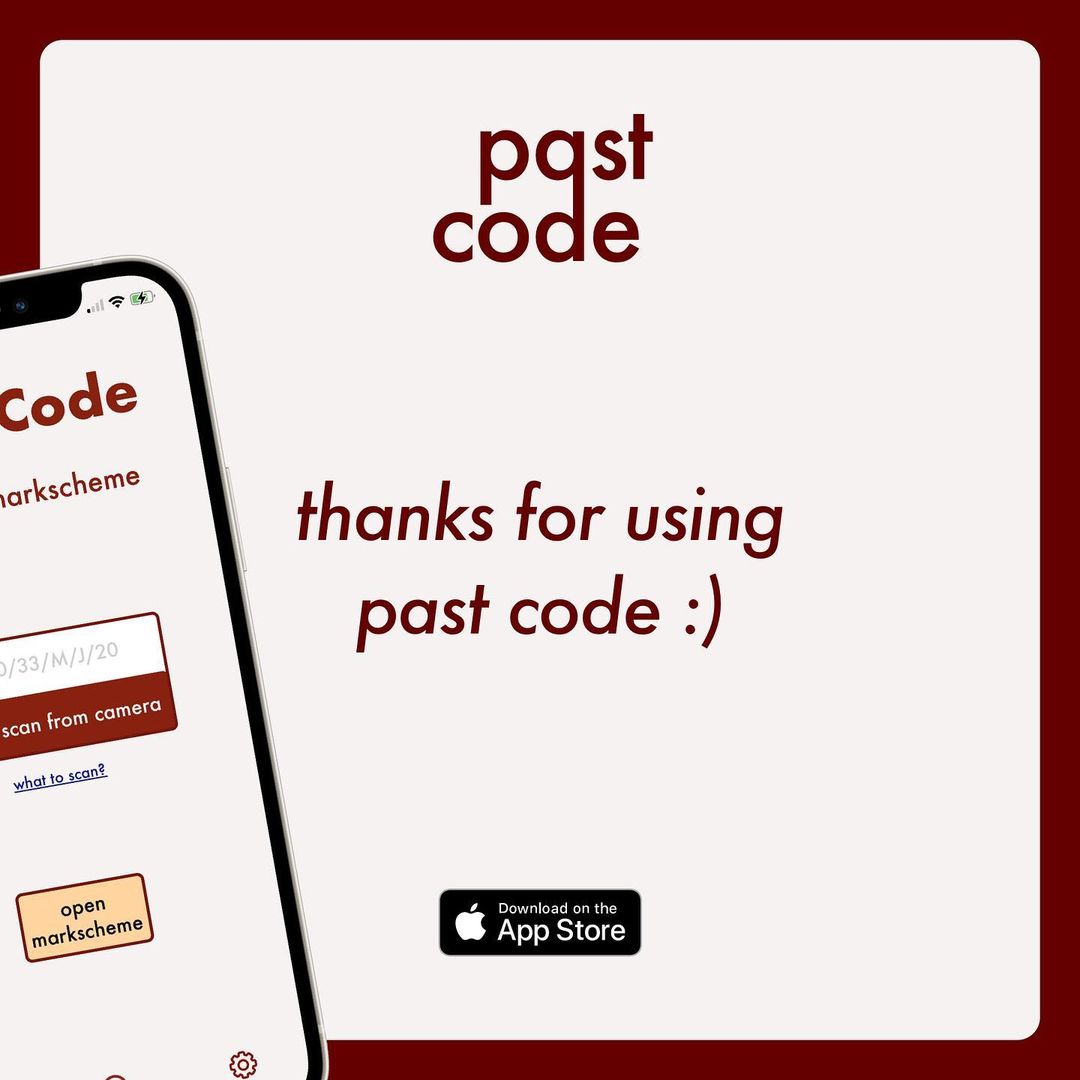 past
code
Code
markscheme
0/33/M/J/20
scan from camera
what to scan?
open
markscheme
thanks for using
past code :)
Download on the
App Store